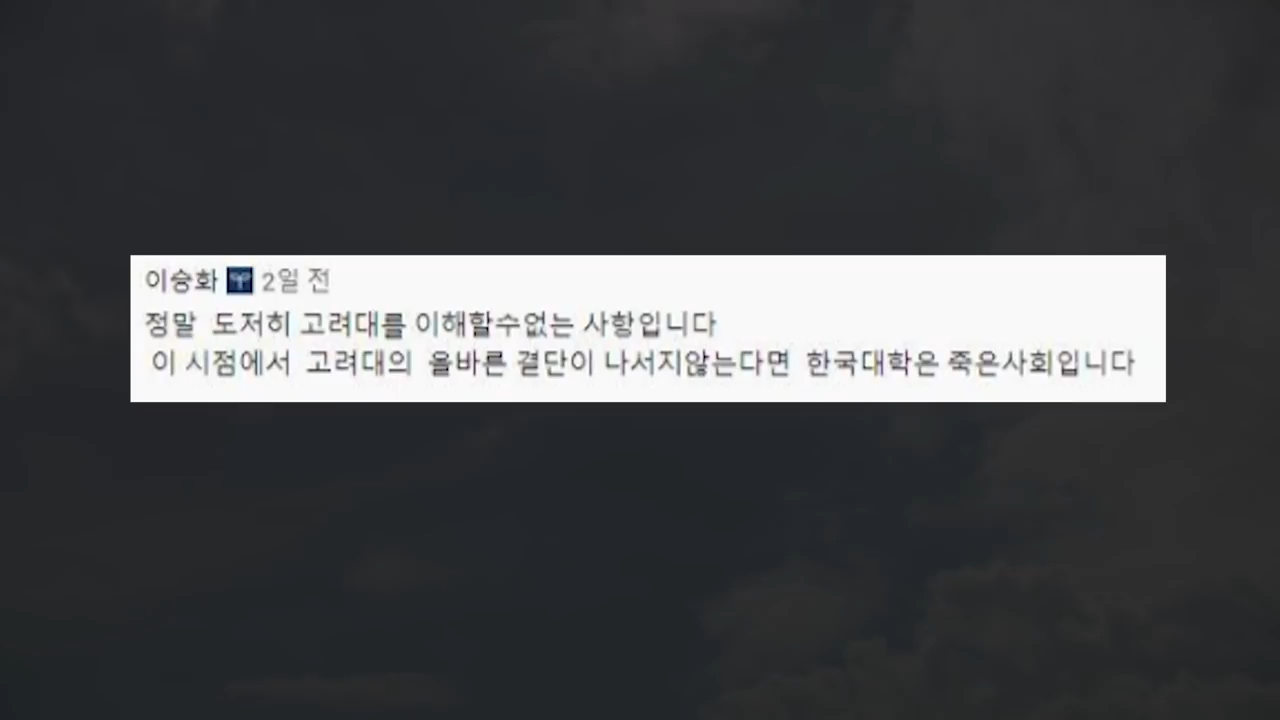 이승화 2일 전
정말 도저히 고려대를 이해할수없는 사항입니다
이 시점에서 고려대의 올바른 결단이 나서지않는다면 한국대학은 죽은사회입니다